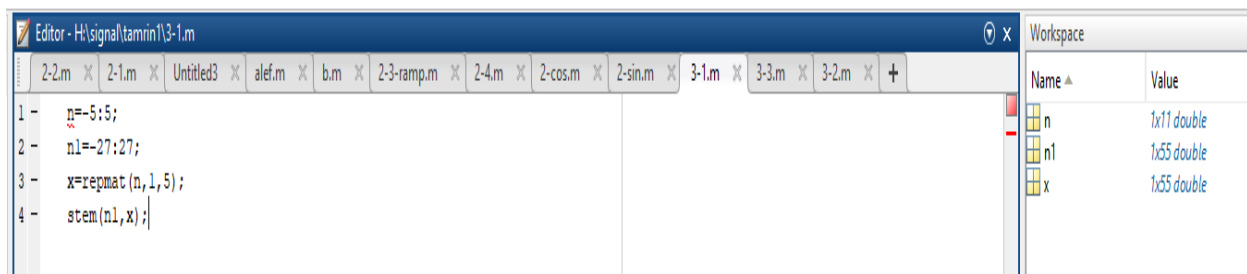 Editor - H:\signal\tamrin1\3-1.m
2-2.m 2-1.m Untitled3 alef.m b.m 2-3-ramp.m 2-4.m 2-cos.m 2-sin.m 3-1.m 3-3.m 3-2.m +
1 - n=-5:5;
2 - n1=-27:27;
3 - x=repmat(n,1,5);
4 - stem(n1,x);
Workspace
Name Value
n 1x11 double
n1 1x55 double
x 1x55 double